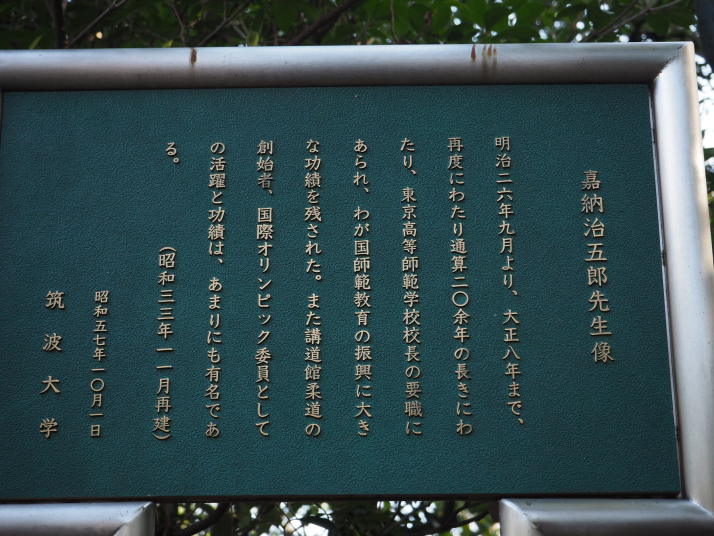 嘉納治五郎先生像
明治二六年九月より、大正八年まで、
再度にわたり通算二〇余年の長きにわ
たり、東京高等師範学校校長の要職に
あられ、わが国師範教育の振興に大き
な功績を残された。また講道館柔道の
創始者、国際オリンピック委員として
の活躍と功績は、あまりにも有名であ
る。
（昭和三三年一一月再建）
昭和五七年一〇月一日
筑波大学